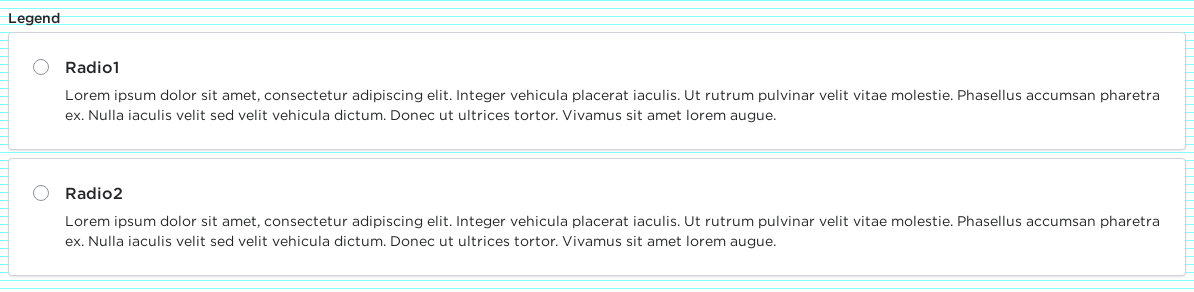 Legend
Radio1
Lorem ipsum dolor sit amet, consectetur adipiscing elit. Integer vehicula placerat iaculis. Ut rutrum pulvinar velit vitae molestie. Phasellus accumsan pharetra
ex. Nulla iaculis velit sed velit vehicula dictum. Donec ut ultrices tortor. Vivamus sit amet lorem augue.
Radio2
Lorem ipsum dolor sit amet, consectetur adipiscing elit. Integer vehicula placerat iaculis. Ut rutrum pulvinar velit vitae molestie. Phasellus accumsan pharetra
ex. Nulla iaculis velit sed velit vehicula dictum. Donec ut ultrices tortor. Vivamus sit amet lorem augue.